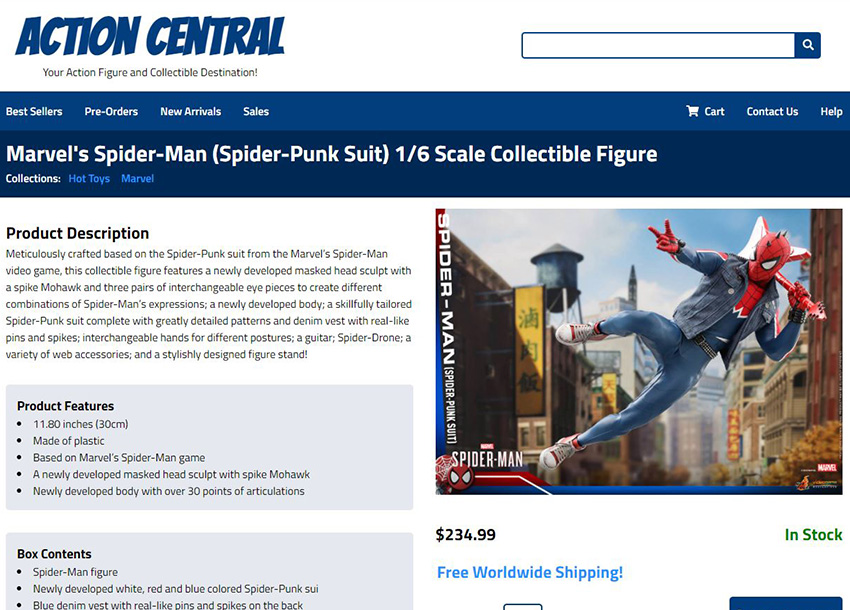 ACTION CENTRAL
Your Action Figure and Collectible Destination!
Best Sellers Pre-Orders New Arrivals Sales Cart Contact Us Help
Marvel's Spider-Man (Spider-Punk Suit) 1/6 Scale Collectible Figure
Collections: Hot Toys Marvel
Product Description
Meticulously crafted based on the Spider-Punk suit from the Marvel's Spider-Man
video game, this collectible figure features a newly developed masked head sculpt with
a spike Mohawk and three pairs of interchangeable eye pieces to create different
combinations of Spider-Man's expressions; a newly developed body; a skillfully tailored
Spider-Punk suit complete with greatly detailed patterns and denim vest with real-like
pins and spikes; interchangeable hands for different postures; a guitar; Spider-Drone; a
variety of web accessories; and a stylishly designed figure stand!
Product Features
11.80 inches (30cm)
Made of plastic
Based on Marvel's Spider-Man game
A newly developed masked head sculpt with spike Mohawk
Newly developed body with over 30 points of articulations
Box Contents
Spider-Man figure
Newly developed white, red and blue colored Spider-Punk sui
Blue denim vest with real-like pins and spikes on the back
SPIDER-MAN (SPIDER-PUNK SUIT)
滷肉飯
MARVEL
SPIDER-MAN
MARVEL
$234.99 In Stock
Free Worldwide Shipping!